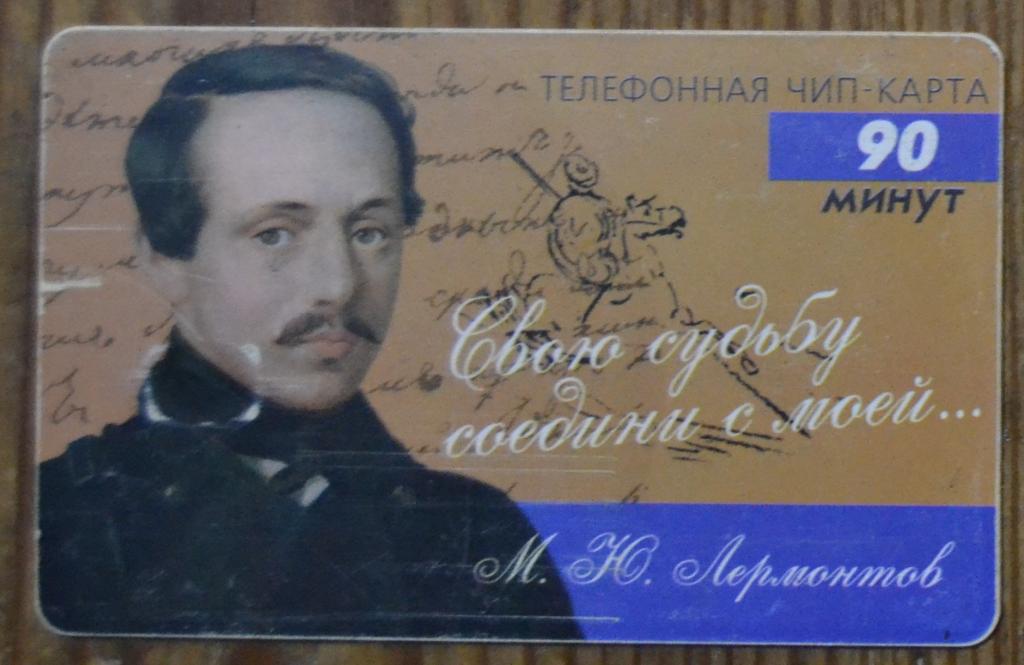 ТЕЛЕФОННАЯ ЧИП-КАРТА
90
МИНУТ
Свою судьбу
соедини с моей...
М. Ю. Лермонтов